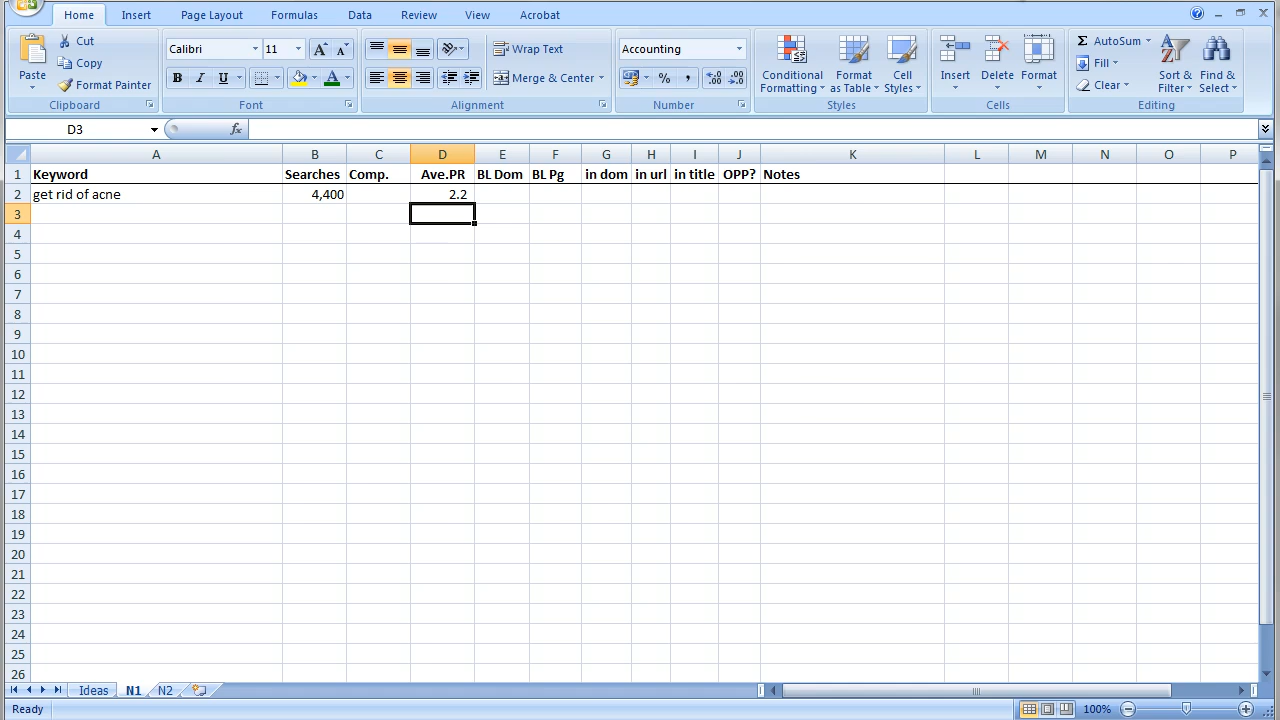 Home Insert Page Layout Formulas Data Review View Acrobat
Paste
Cut
Copy
Format Painter
Clipboard
Calibri 11
B I U
Font
Wrap Text
Merge & Center
Alignment
Accounting
% ,
Number
Conditional Formatting
Format as Table
Cell Styles
Styles
Insert Delete Format
Cells
Σ AutoSum
Fill
Clear
Sort & Filter
Find & Select
Editing
D3 fx
A B C D E F G H I J K L M N O P
1 Keyword Searches Comp. Ave.PR BL Dom BL Pg in dom in url in title OPP? Notes
2 get rid of acne 4,400 2.2
3
4
5
6
7
8
9
10
11
12
13
14
15
16
17
18
19
20
21
22
23
24
25
26
Ideas N1 N2
Ready 100%